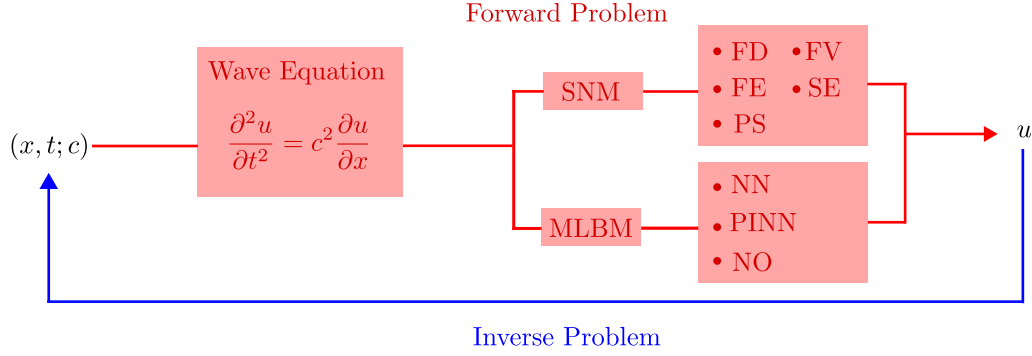 Forward Problem
Wave Equation
∂²u/∂t² = c² ∂u/∂x
(x, t; c)
SNM
• FD • FV
• FE • SE
• PS
u
MLBM
• NN
• PINN
• NO
Inverse Problem